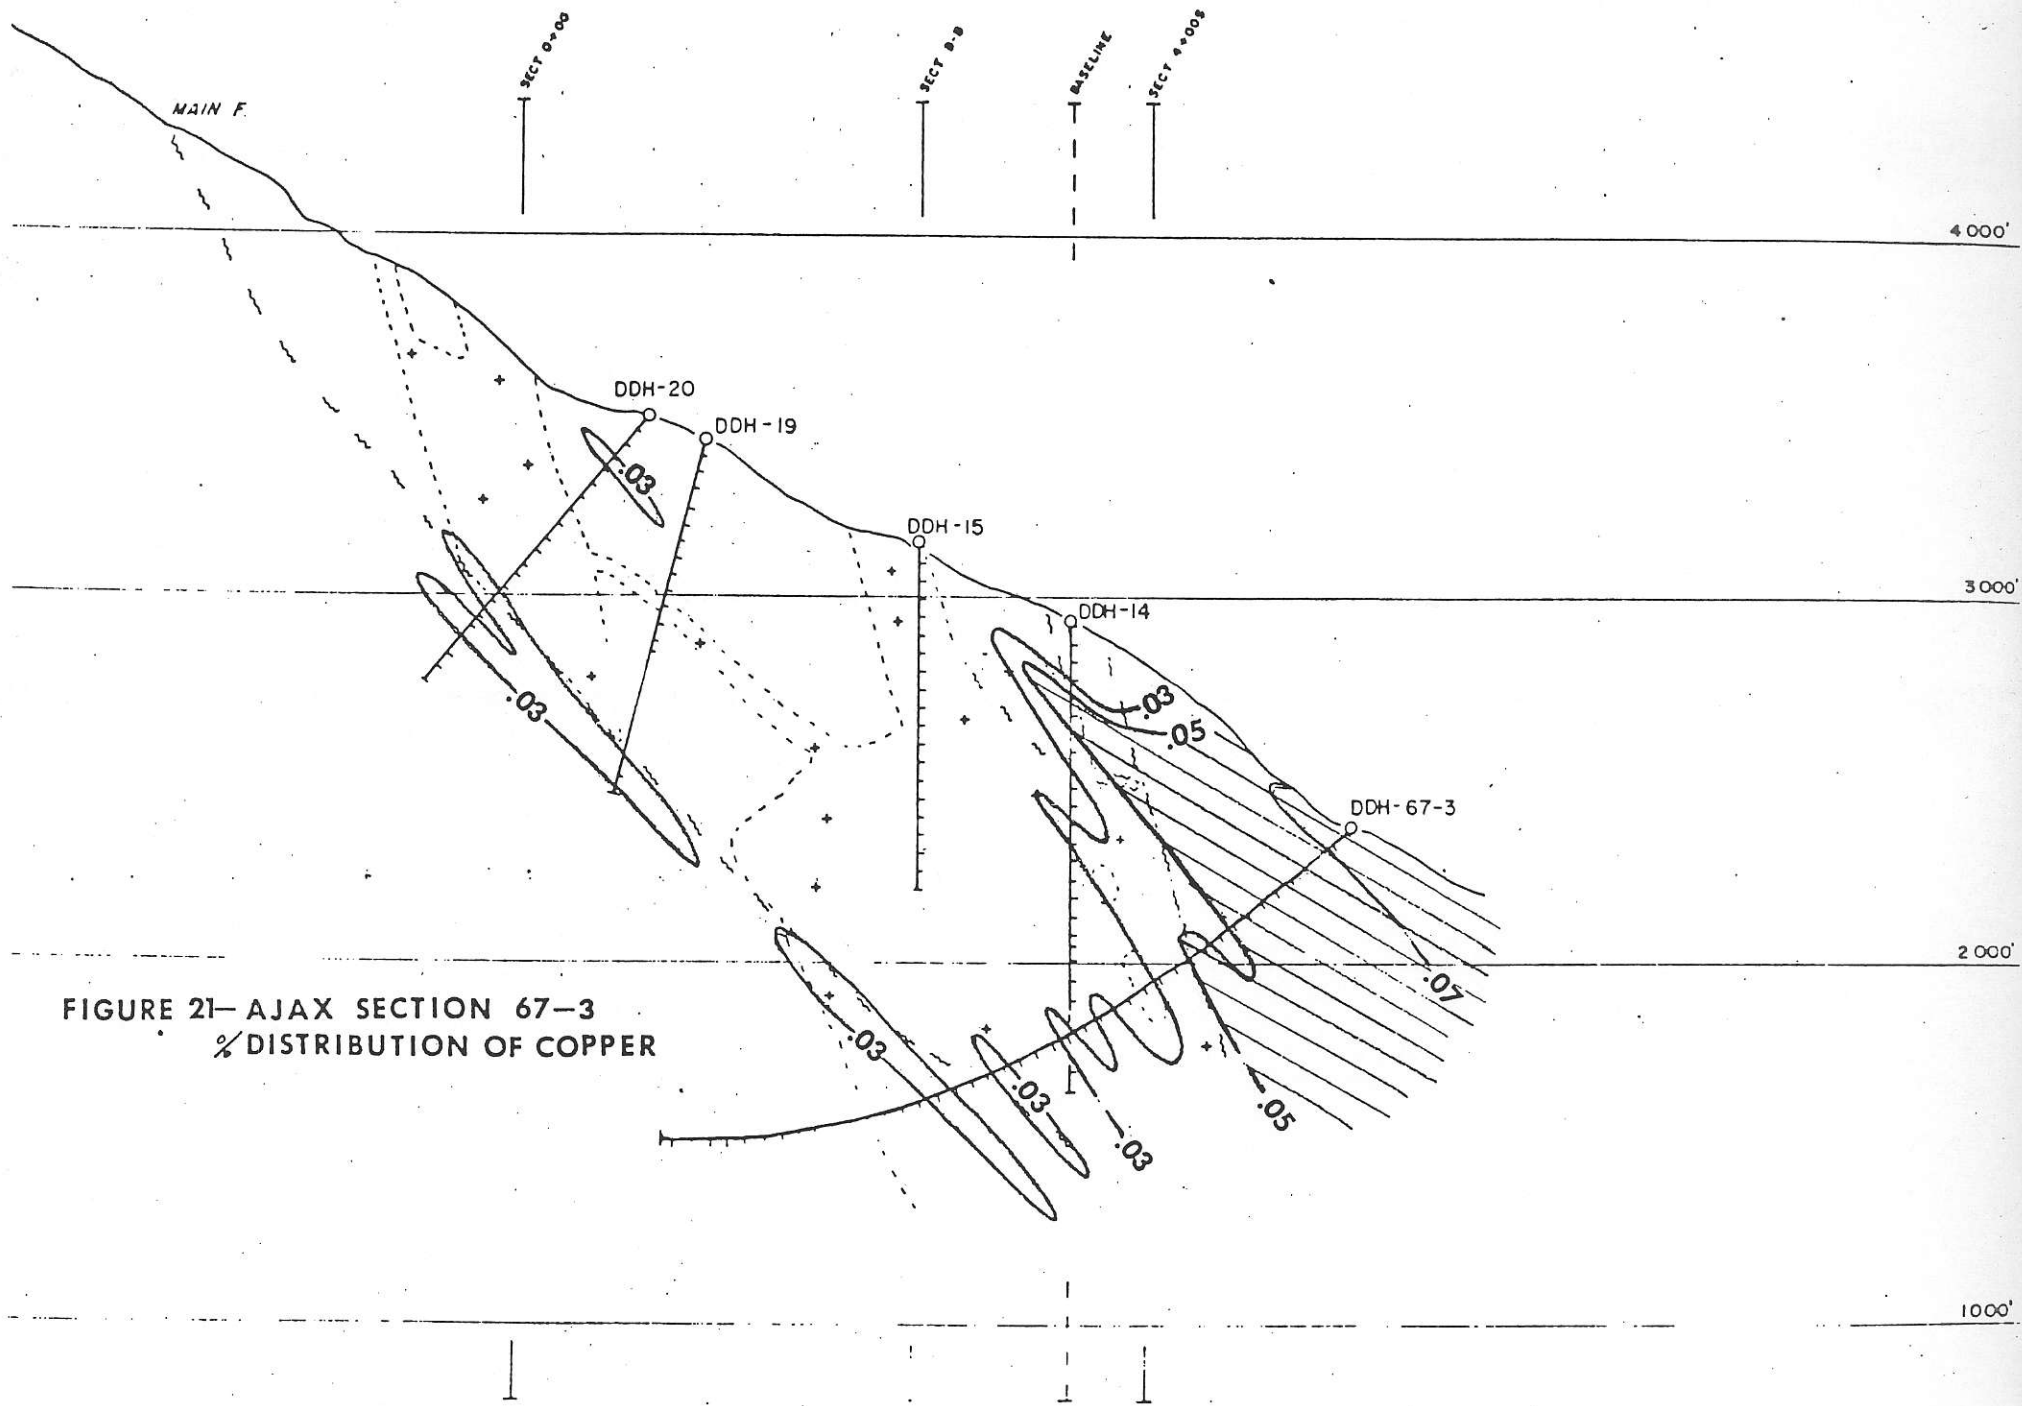 SECT 0+00
SECT B-B
BASELINE
SECT 4+00S
MAIN F.
4000'
DDH-20
DDH-19
.03
DDH-15
3000'
DDH-14
.03
.03
.05
DDH-67-3
2000'
.07
FIGURE 21— AJAX SECTION 67-3
% DISTRIBUTION OF COPPER
.03
.03
.05
.03
1000'